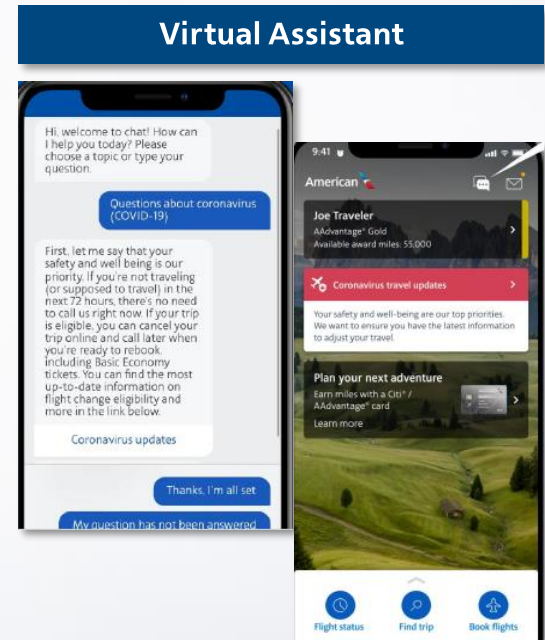 Virtual Assistant
Hi, welcome to chat! How can
I help you today? Please
choose a topic or type your
question.
Questions about coronavirus
(COVID-19)
First, let me say that your
safety and well being is our
priority. If you're not traveling
(or supposed to travel) in the
next 72 hours, there's no need
to call us right now. If your trip
is eligible, you can cancel your
trip online and call later when
you're ready to rebook,
including Basic Economy
tickets. You can find the most
up-to-date information on
flight change eligibility and
more in the link below.
Coronavirus updates
Thanks, I'm all set
My question has not been answered
9:41
American
Joe Traveler
AAdvantage® Gold
Available award miles: 55,000
Coronavirus travel updates
Your safety and well-being are our top priorities.
We want to ensure you have the latest information
to adjust your travel.
Plan your next adventure
Earn miles with a Citi® /
AAdvantage® card
Learn more
Flight status
Find trip
Book flights